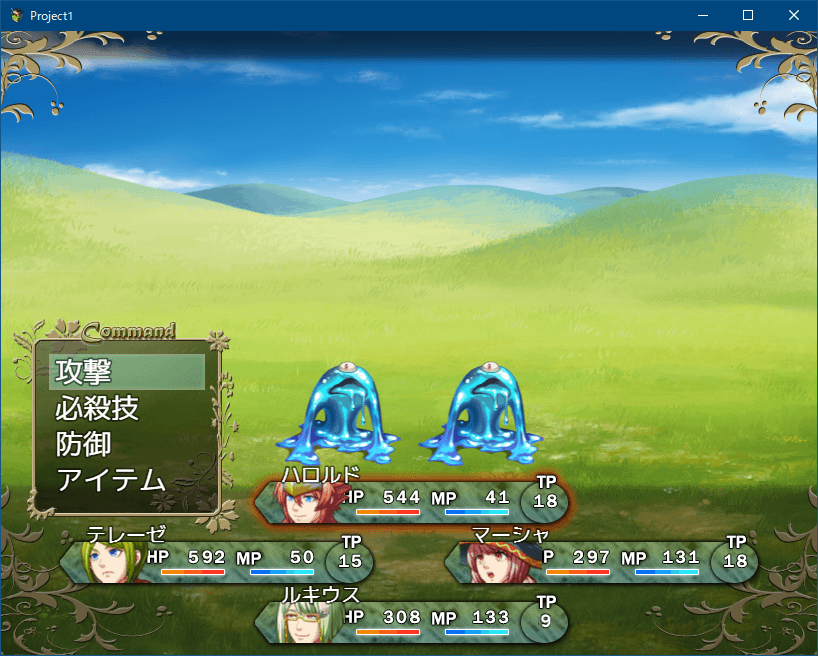 Project1
Command
攻撃
必殺技
防御
アイテム
ハロルド
HP 544 MP 41 TP 18
テレーゼ
HP 592 MP 50 TP 15
マーシャ
P 297 MP 131 TP 18
ルキウス
HP 308 MP 133 TP 9